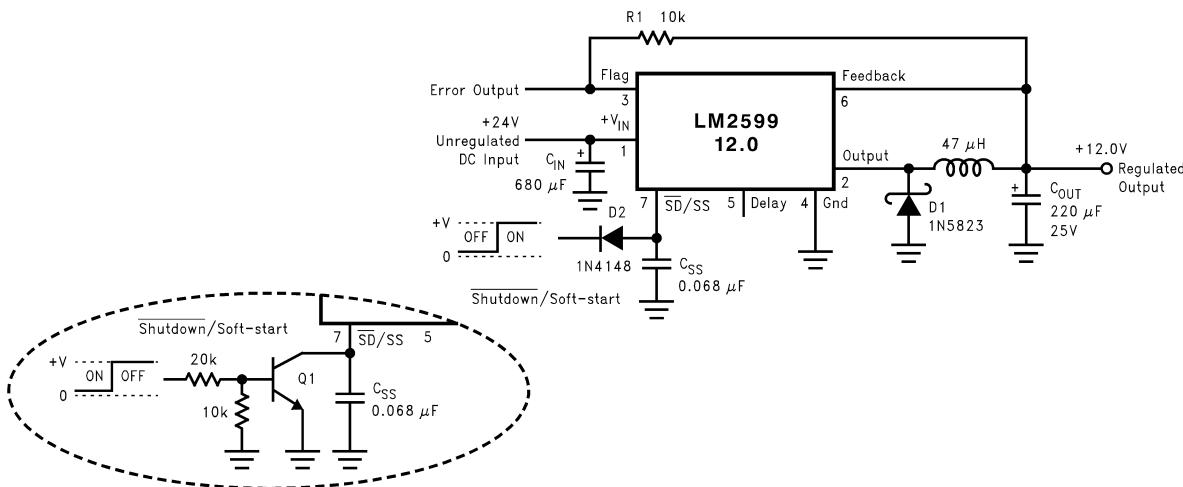 R1 10k
Flag
Feedback
Error Output
3
6
+24V
+VIN
LM2599
12.0
Unregulated
DC Input
1
CIN
+
680 µF
Output
2
47 µH
+12.0V
Regulated
Output
D1
1N5823
+
COUT
220 µF
25V
7
SD/SS
5
Delay
4
Gnd
D2
+V
OFF
ON
0
1N4148
CSS
0.068 µF
Shutdown/Soft-start
Shutdown/Soft-start
7
SD/SS
5
+V
ON
OFF
0
20k
10k
Q1
CSS
0.068 µF